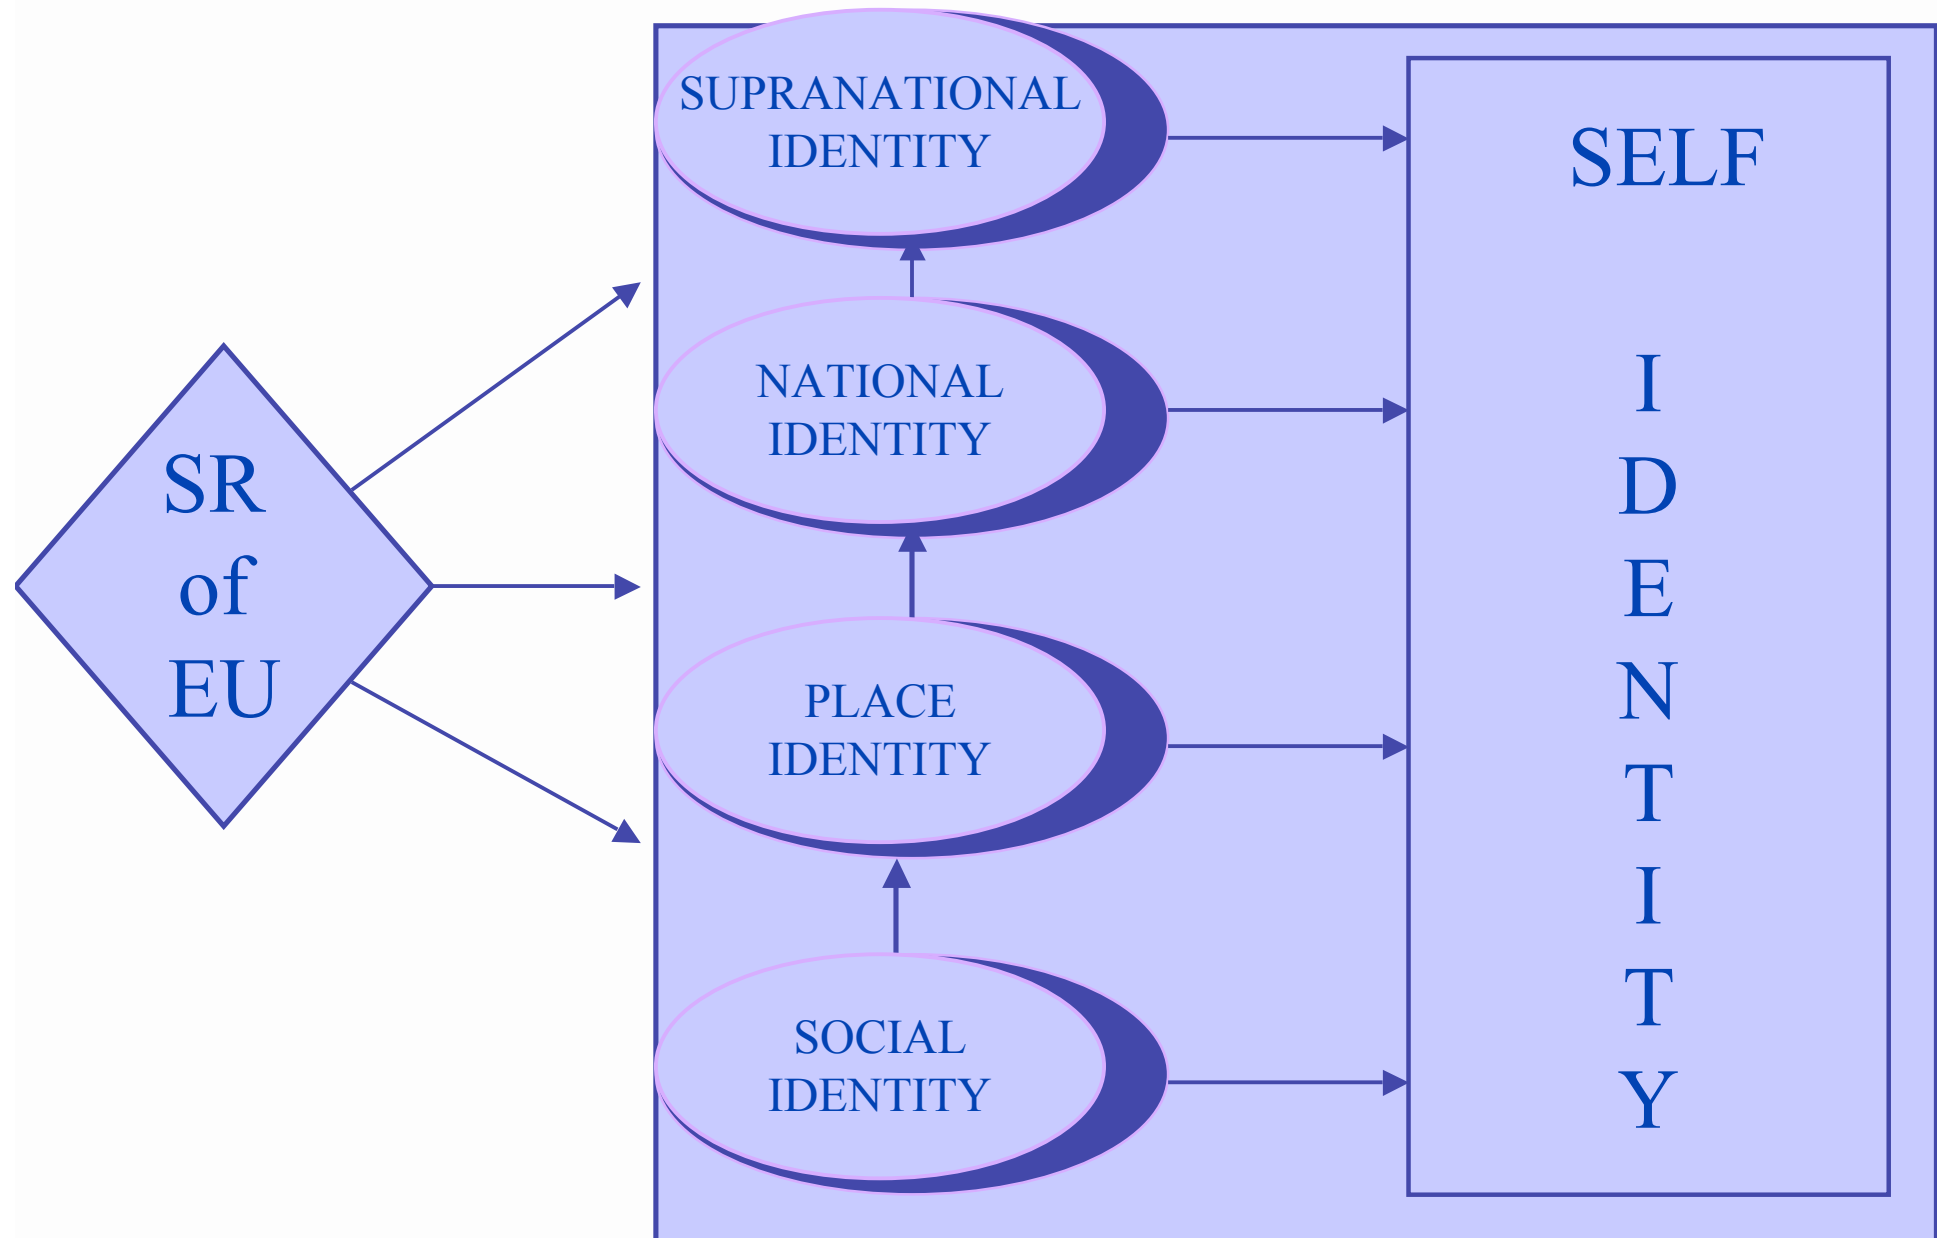 SR
of
EU
SUPRANATIONAL
IDENTITY
NATIONAL
IDENTITY
PLACE
IDENTITY
SOCIAL
IDENTITY
SELF
I
D
E
N
T
I
T
Y